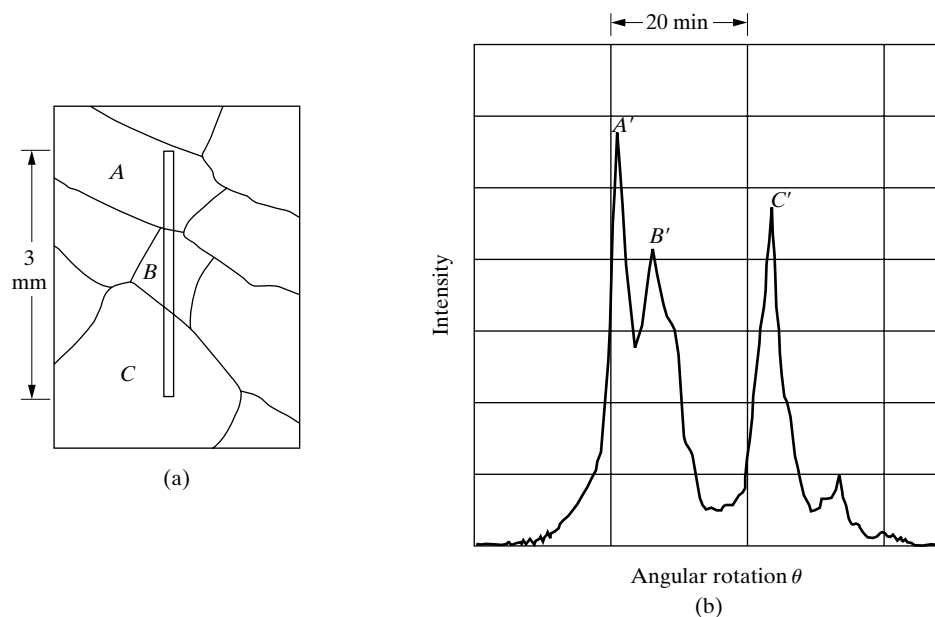 A
B
C
3
mm
(a)
20 min
A′
B′
C′
Intensity
Angular rotation θ
(b)